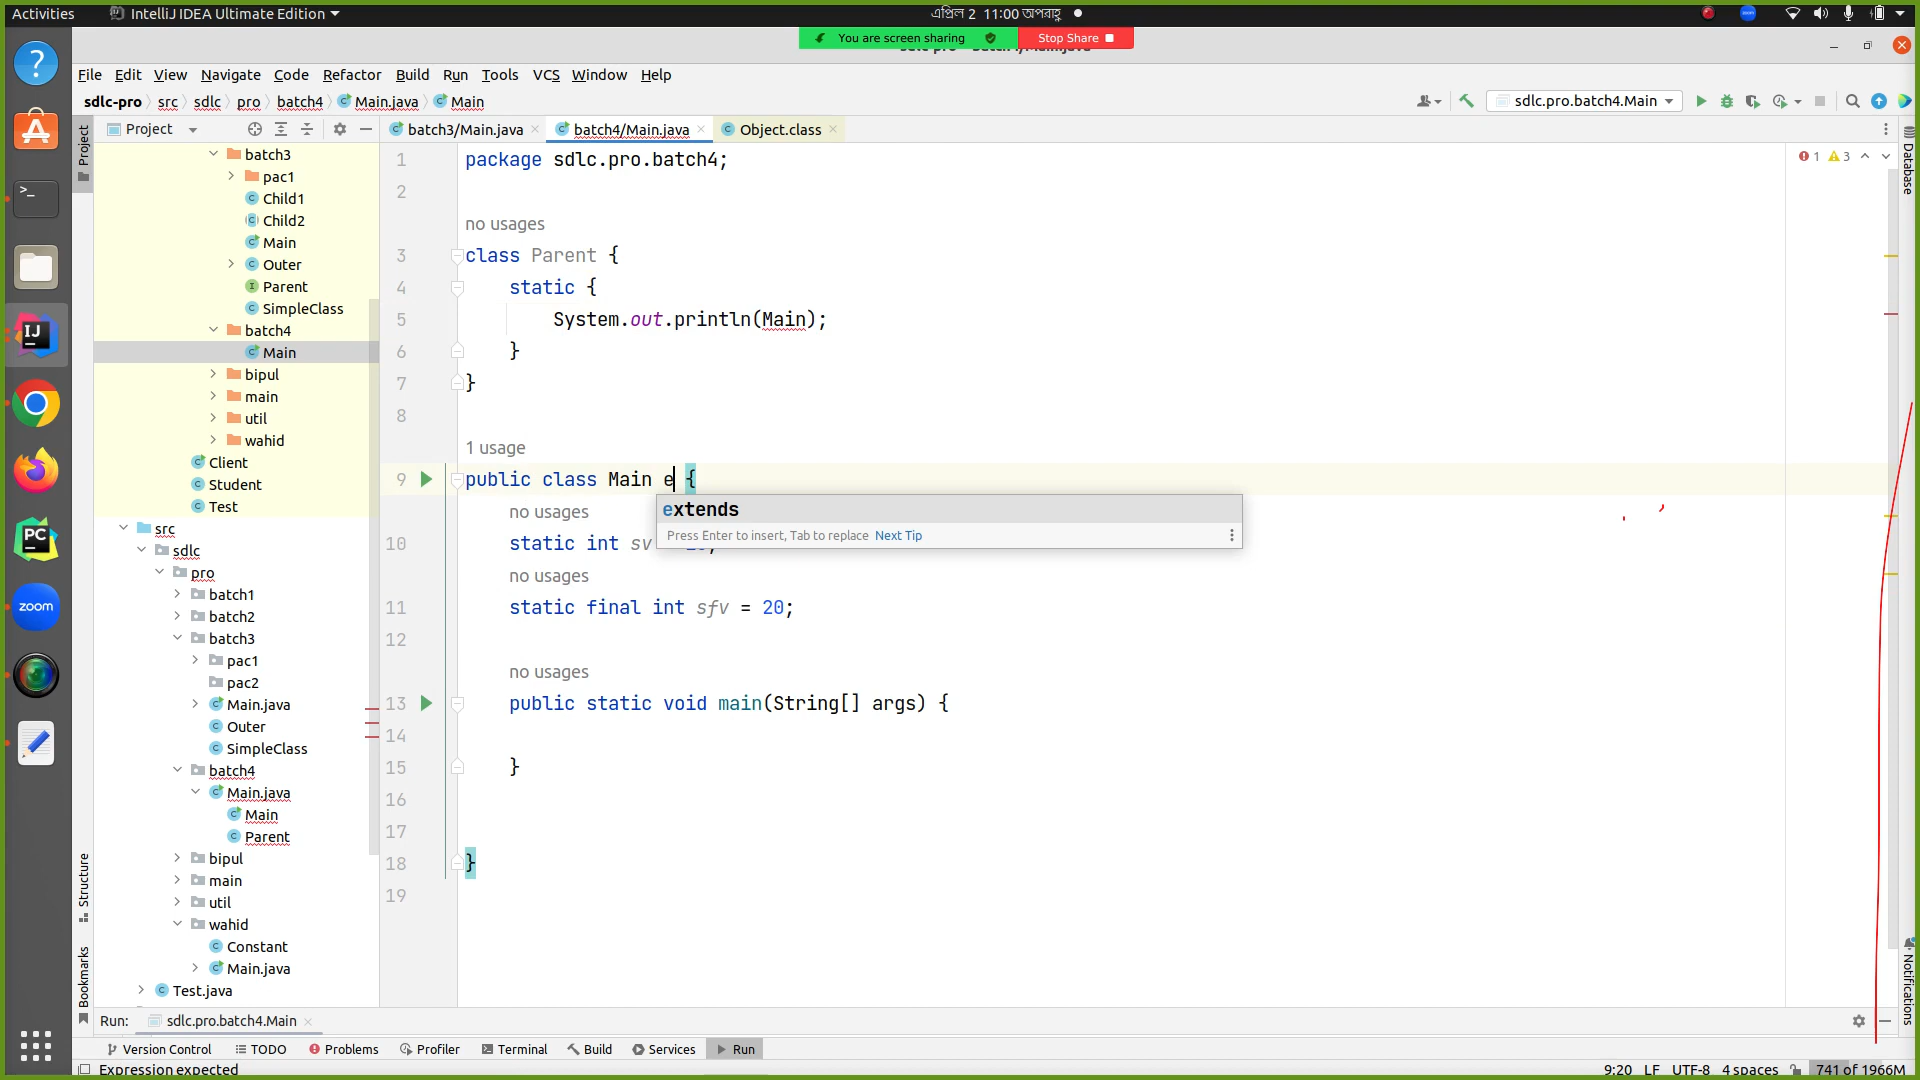 Activities
IntelliJ IDEA Ultimate Edition
এপ্রিল 2 11:00 অপরাহ্ণ
zoom
You are screen sharing
Stop Share
File Edit View Navigate Code Refactor Build Run Tools VCS Window Help
sdlc-pro src sdlc pro batch4 Main.java Main
sdlc.pro.batch4.Main
Project
batch3/Main.java
batch4/Main.java
Object.class
Project
Structure
Bookmarks
batch3
pac1
Child1
Child2
Main
Outer
Parent
SimpleClass
batch4
Main
bipul
main
util
wahid
Client
Student
Test
src
sdlc
pro
batch1
batch2
batch3
pac1
pac2
Main.java
Outer
SimpleClass
batch4
Main.java
Main
Parent
bipul
main
util
wahid
Constant
Main.java
Test.java
1 package sdlc.pro.batch4;
2
no usages
3 class Parent {
4 static {
5 System.out.println(Main);
6 }
7 }
8
1 usage
9 public class Main e {
extends
Press Enter to insert, Tab to replace Next Tip
no usages
10 static int sv
no usages
11 static final int sfv = 20;
12
no usages
13 public static void main(String[] args) {
14
15 }
16
17
18 }
19
1 3
Database
Notifications
Run: sdlc.pro.batch4.Main
Version Control TODO Problems Profiler Terminal Build Services Run
Expression expected
9:20 LF UTF-8 4 spaces 741 of 1966M